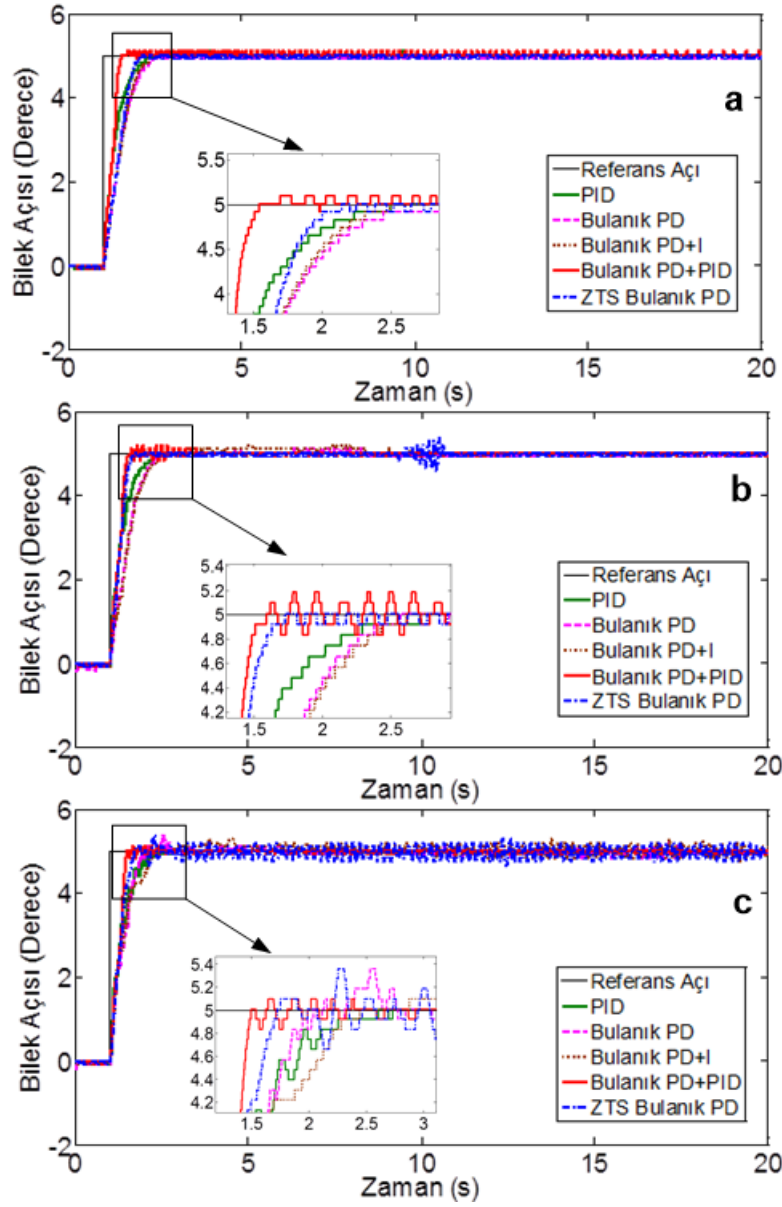 6
4
2
0
-2
Bilek Açısı (Derece)
a
5.5
5
4.5
4
1.5 2 2.5
Referans Açı
PID
Bulanık PD
Bulanık PD+I
Bulanık PD+PID
ZTS Bulanık PD
0 5 10 15 20
Zaman (s)
6
4
2
0
-2
Bilek Açısı (Derece)
b
5.4
5.2
5
4.8
4.6
4.4
4.2
1.5 2 2.5
Referans Açı
PID
Bulanık PD
Bulanık PD+I
Bulanık PD+PID
ZTS Bulanık PD
0 5 10 15 20
Zaman (s)
6
4
2
0
-2
Bilek Açısı (Derece)
c
5.4
5.2
5
4.8
4.6
4.4
4.2
1.5 2 2.5 3
Referans Açı
PID
Bulanık PD
Bulanık PD+I
Bulanık PD+PID
ZTS Bulanık PD
0 5 10 15 20
Zaman (s)